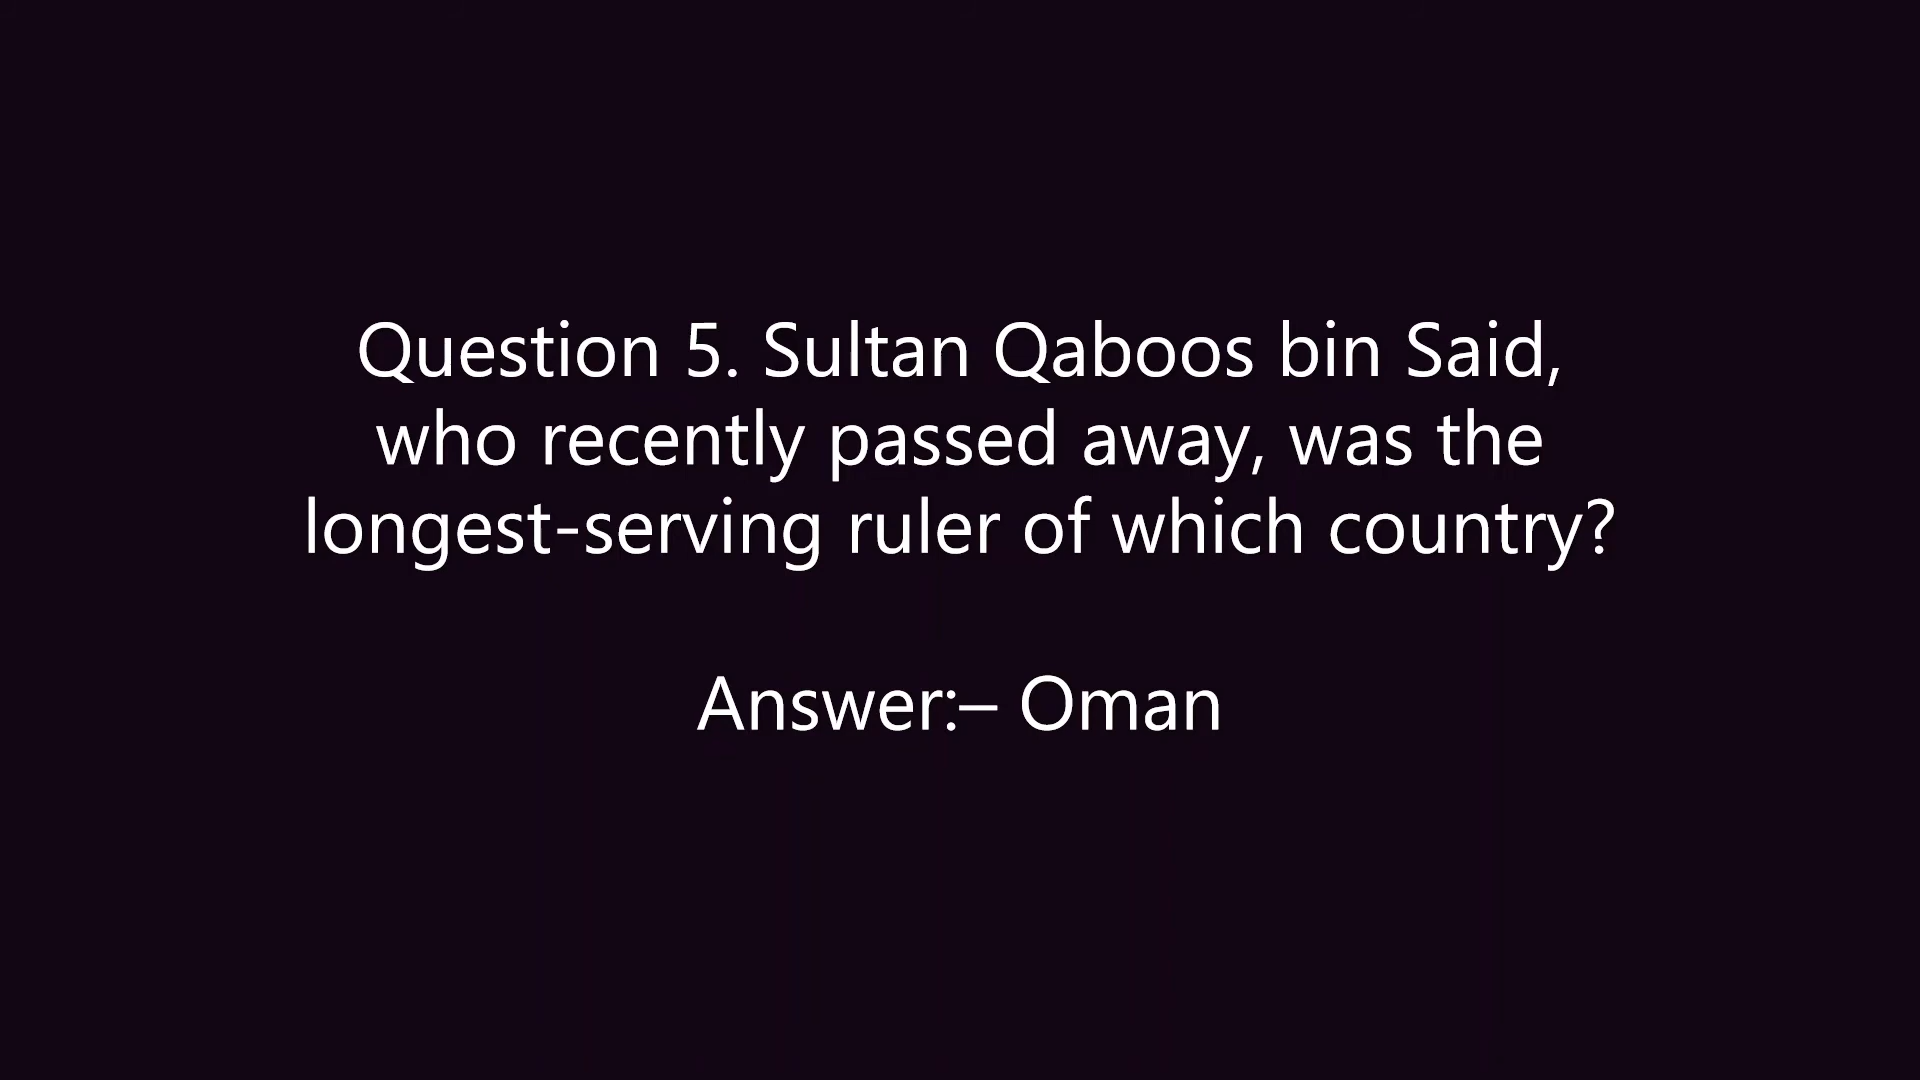 Question 5. Sultan Qaboos bin Said,
who recently passed away, was the
longest-serving ruler of which country?
Answer:– Oman